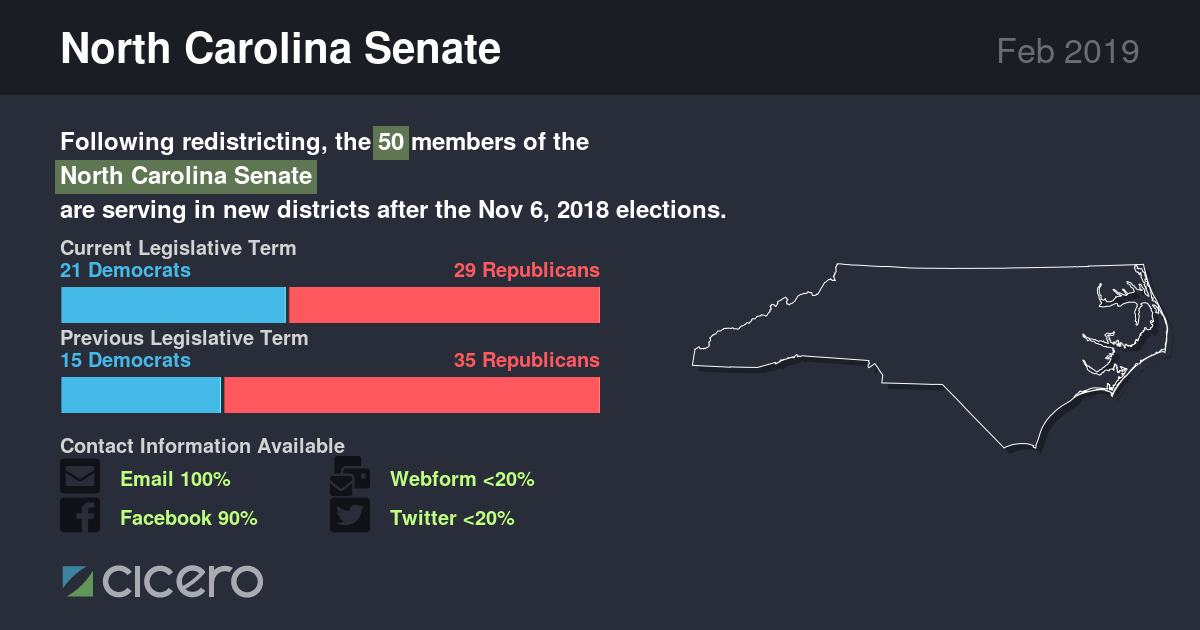 North Carolina Senate
Feb 2019
Following redistricting, the 50 members of the
North Carolina Senate
are serving in new districts after the Nov 6, 2018 elections.
Current Legislative Term
21 Democrats 29 Republicans
Previous Legislative Term
15 Democrats 35 Republicans
Contact Information Available
Email 100% Webform <20%
Facebook 90% Twitter <20%
cicero